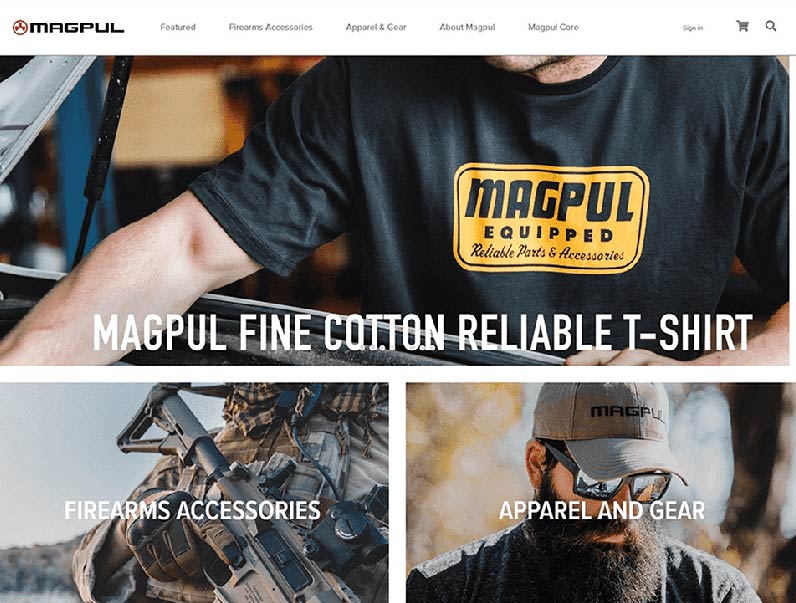 MAGPUL
Featured
Firearms Accessories
Apparel & Gear
About Magpul
Magpul Core
Sign in
MAGPUL
EQUIPPED
Reliable Parts & Accessories
MAGPUL FINE COTTON RELIABLE T-SHIRT
FIREARMS ACCESSORIES
MAGPUL
APPAREL AND GEAR